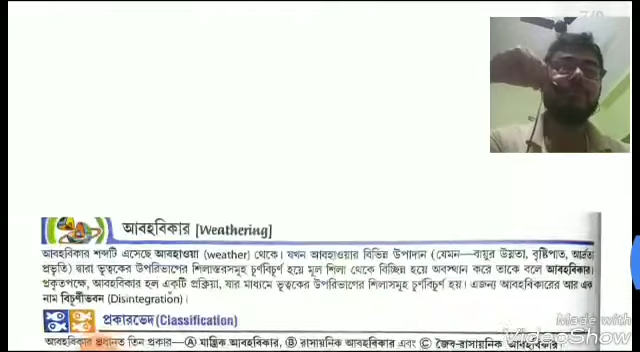 7/9
আবহবিকার [Weathering]
আবহবিকার শব্দটি এসেছে আবহাওয়া (weather) থেকে। যখন আবহাওয়ার বিভিন্ন উপাদান (যেমন—বায়ুর উষ্ণতা, বৃষ্টিপাত, আর্দ্রতা
প্রভৃতি) দ্বারা ভূত্বকের উপরিভাগের শিলাস্তরসমূহ চূর্ণবিচূর্ণ হয়ে মূল শিলা থেকে বিচ্ছিন্ন হয়ে অবস্থান করে তাকে বলে আবহবিকার।
প্রকৃতপক্ষে, আবহবিকার হল একটি প্রক্রিয়া, যার মাধ্যমে ভূত্বকের উপরিভাগের শিলাসমূহ চূর্ণবিচূর্ণ হয়। এজন্য আবহবিকারের আর এক
নাম বিচূর্ণীভবন (Disintegration)।
প্রকারভেদ (Classification)
Made with
VideoShow
আবহবিকার প্রধানত তিন প্রকার—Ⓐ যান্ত্রিক আবহবিকার, Ⓑ রাসায়নিক আবহবিকার এবং Ⓒ জৈব-রাসায়নিক আবহবিকার।